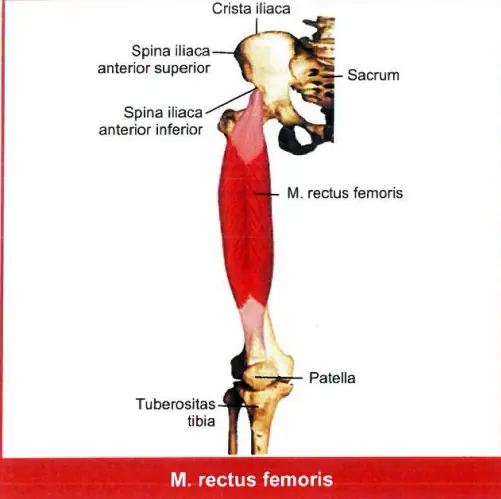 Crista iliaca
Spina iliaca
anterior superior
Sacrum
Spina iliaca
anterior inferior
M. rectus femoris
Patella
Tuberositas
tibia
M. rectus femoris